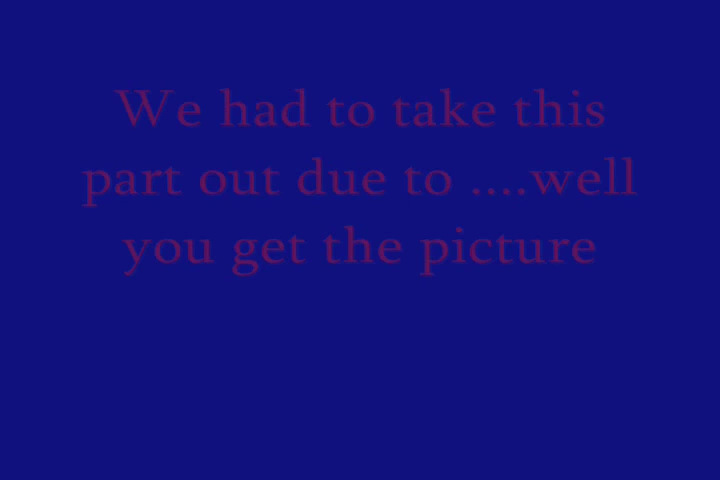 We had to take this
part out due to ....well
you get the picture